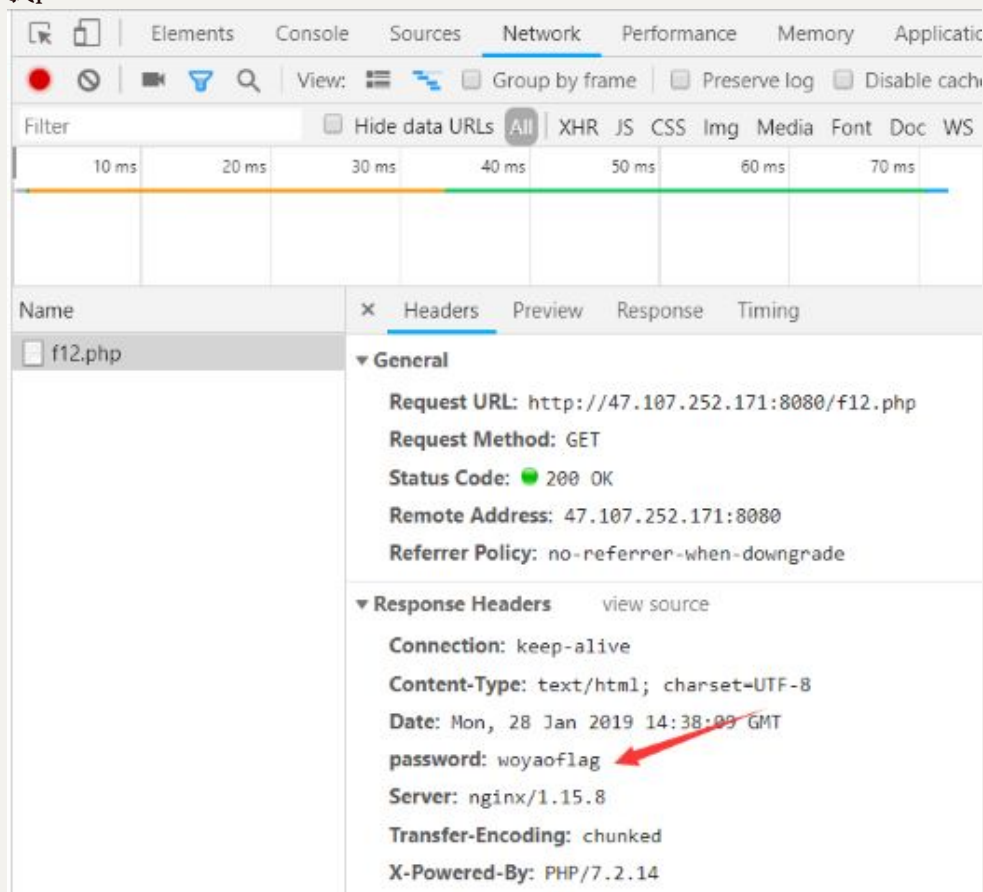 Elements Console Sources Network Performance Memory Applicatic
View: Group by frame Preserve log Disable cach
Filter Hide data URLs All XHR JS CSS Img Media Font Doc WS
10 ms 20 ms 30 ms 40 ms 50 ms 60 ms 70 ms
Name
f12.php
× Headers Preview Response Timing
General
Request URL: http://47.107.252.171:8080/f12.php
Request Method: GET
Status Code: 200 OK
Remote Address: 47.107.252.171:8080
Referrer Policy: no-referrer-when-downgrade
Response Headers view source
Connection: keep-alive
Content-Type: text/html; charset=UTF-8
Date: Mon, 28 Jan 2019 14:38:09 GMT
password: woyaoflag
Server: nginx/1.15.8
Transfer-Encoding: chunked
X-Powered-By: PHP/7.2.14